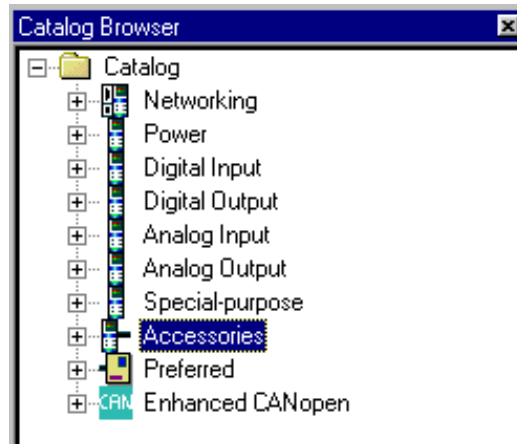 Catalog Browser
Catalog
Networking
Power
Digital Input
Digital Output
Analog Input
Analog Output
Special-purpose
Accessories
Preferred
CAN Enhanced CANopen